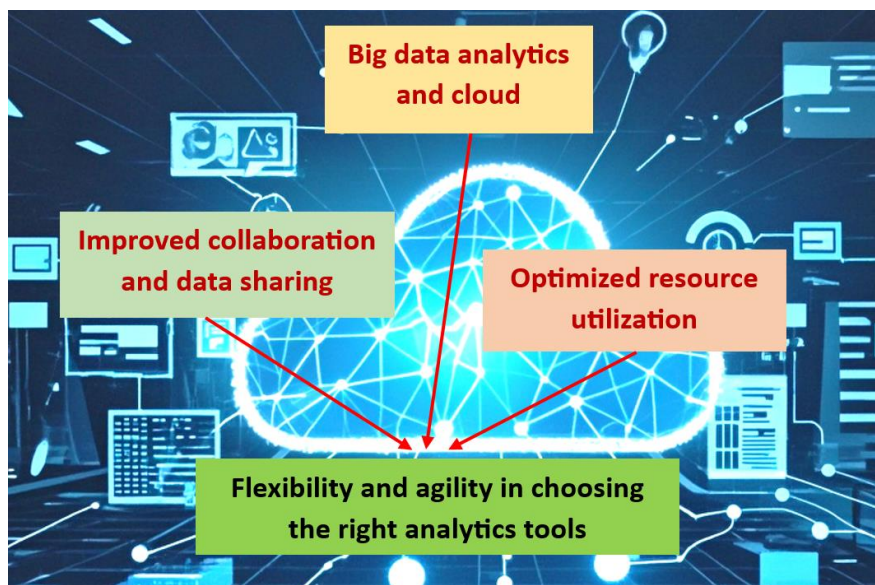 Big data analytics
and cloud
Improved collaboration
and data sharing
Optimized resource
utilization
Flexibility and agility in choosing
the right analytics tools